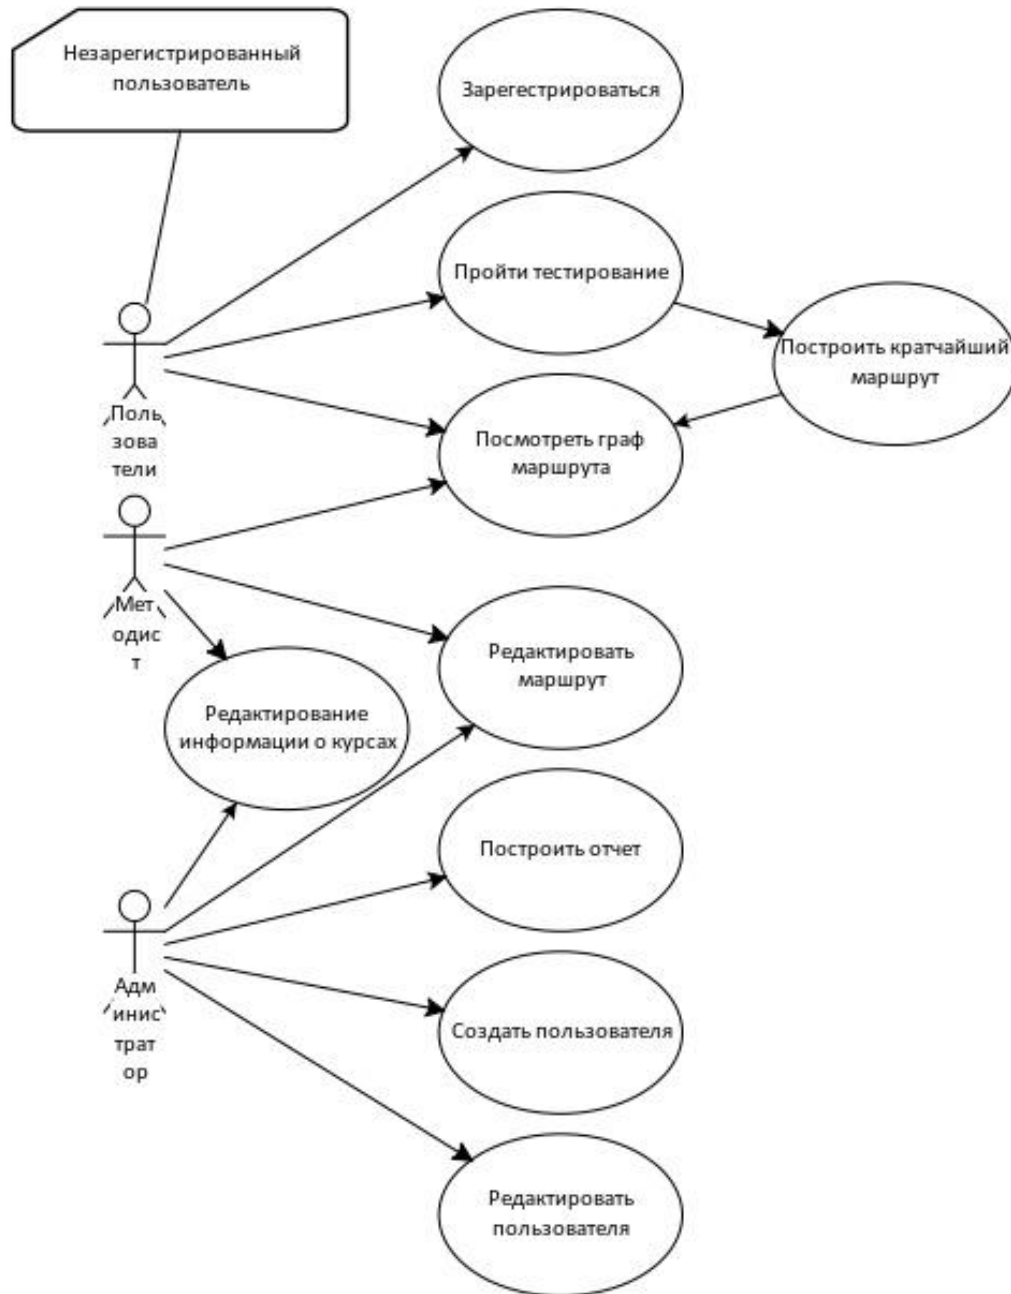 Незарегистрированный
пользователь
Зарегестрироваться
Пройти тестирование
Построить кратчайший
маршрут
Поль
зова
тели
Посмотреть граф
маршрута
Мет
одис
т
Редактировать
маршрут
Редактирование
информации о курсах
Построить отчет
Адм
инис
трат
ор
Создать пользователя
Редактировать
пользователя